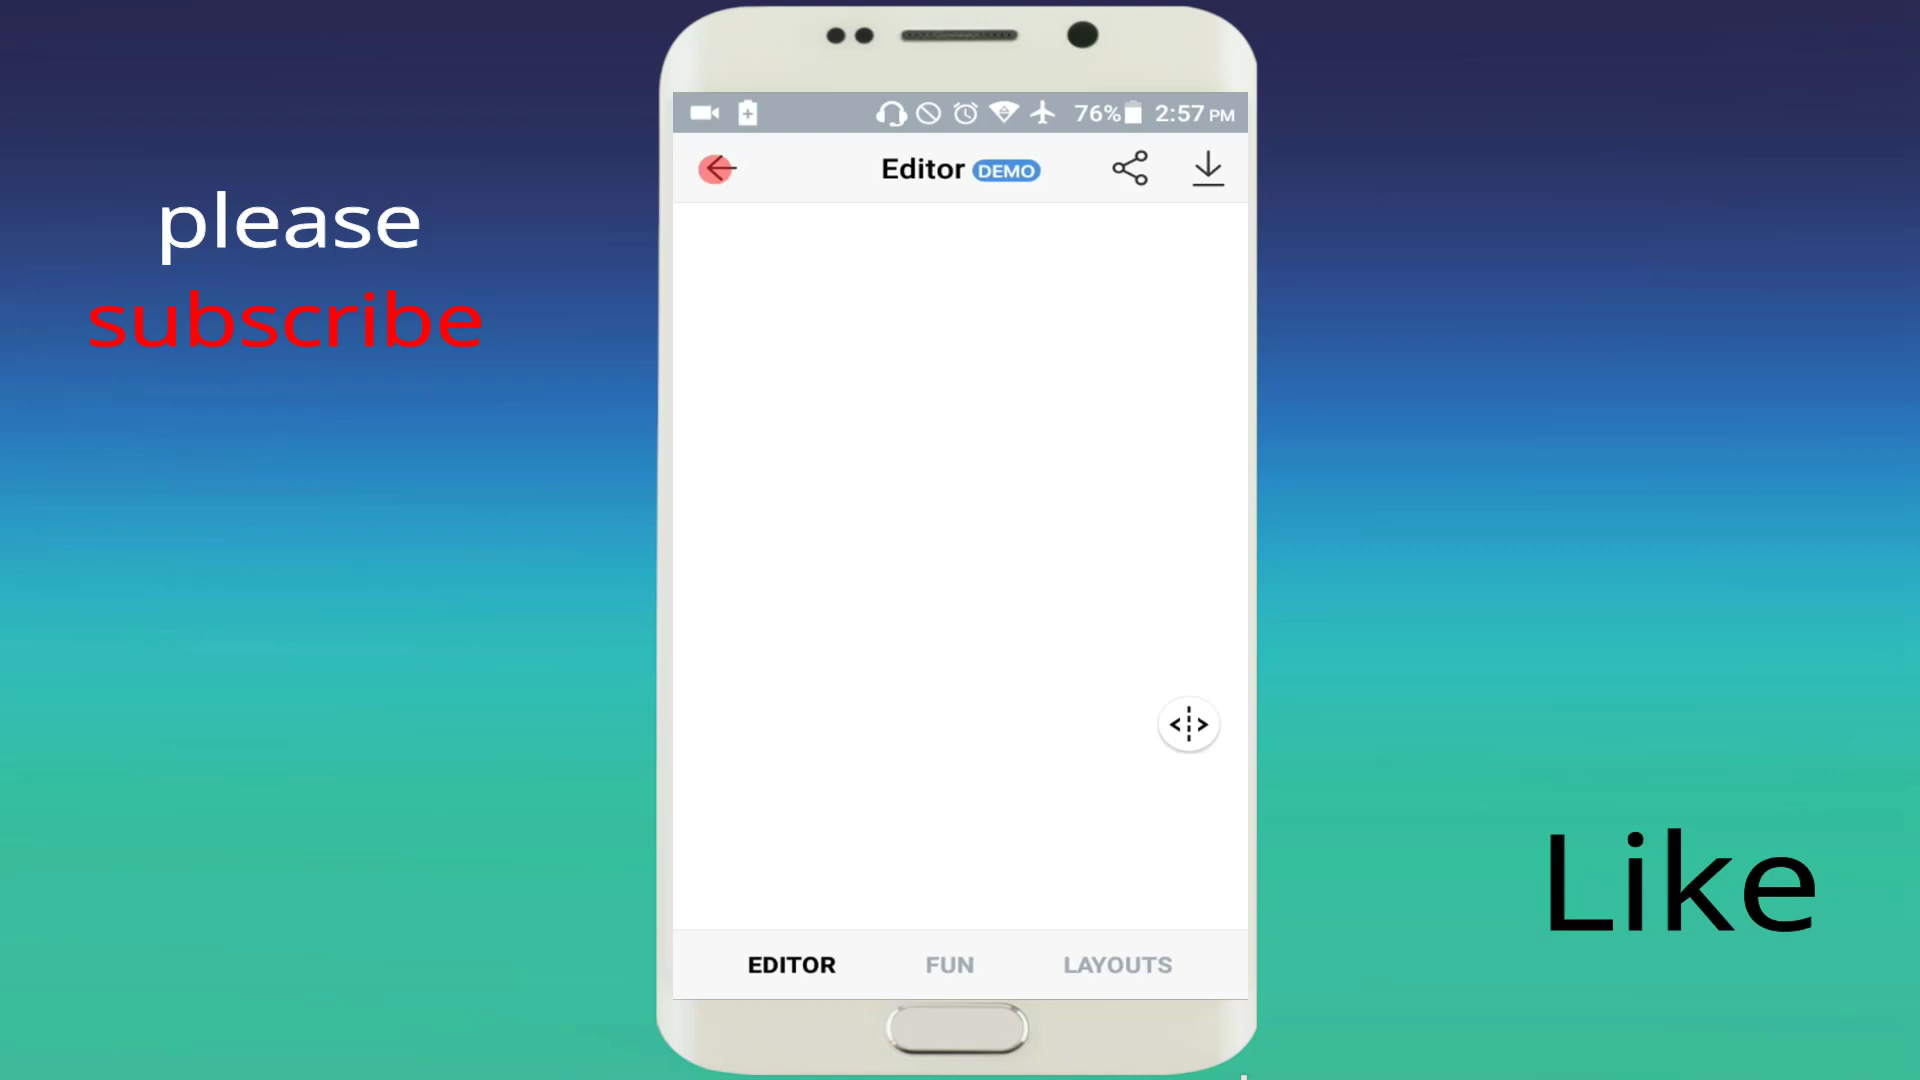 76% 2:57 PM
Editor DEMO
please
subscribe
Like
EDITOR FUN LAYOUTS